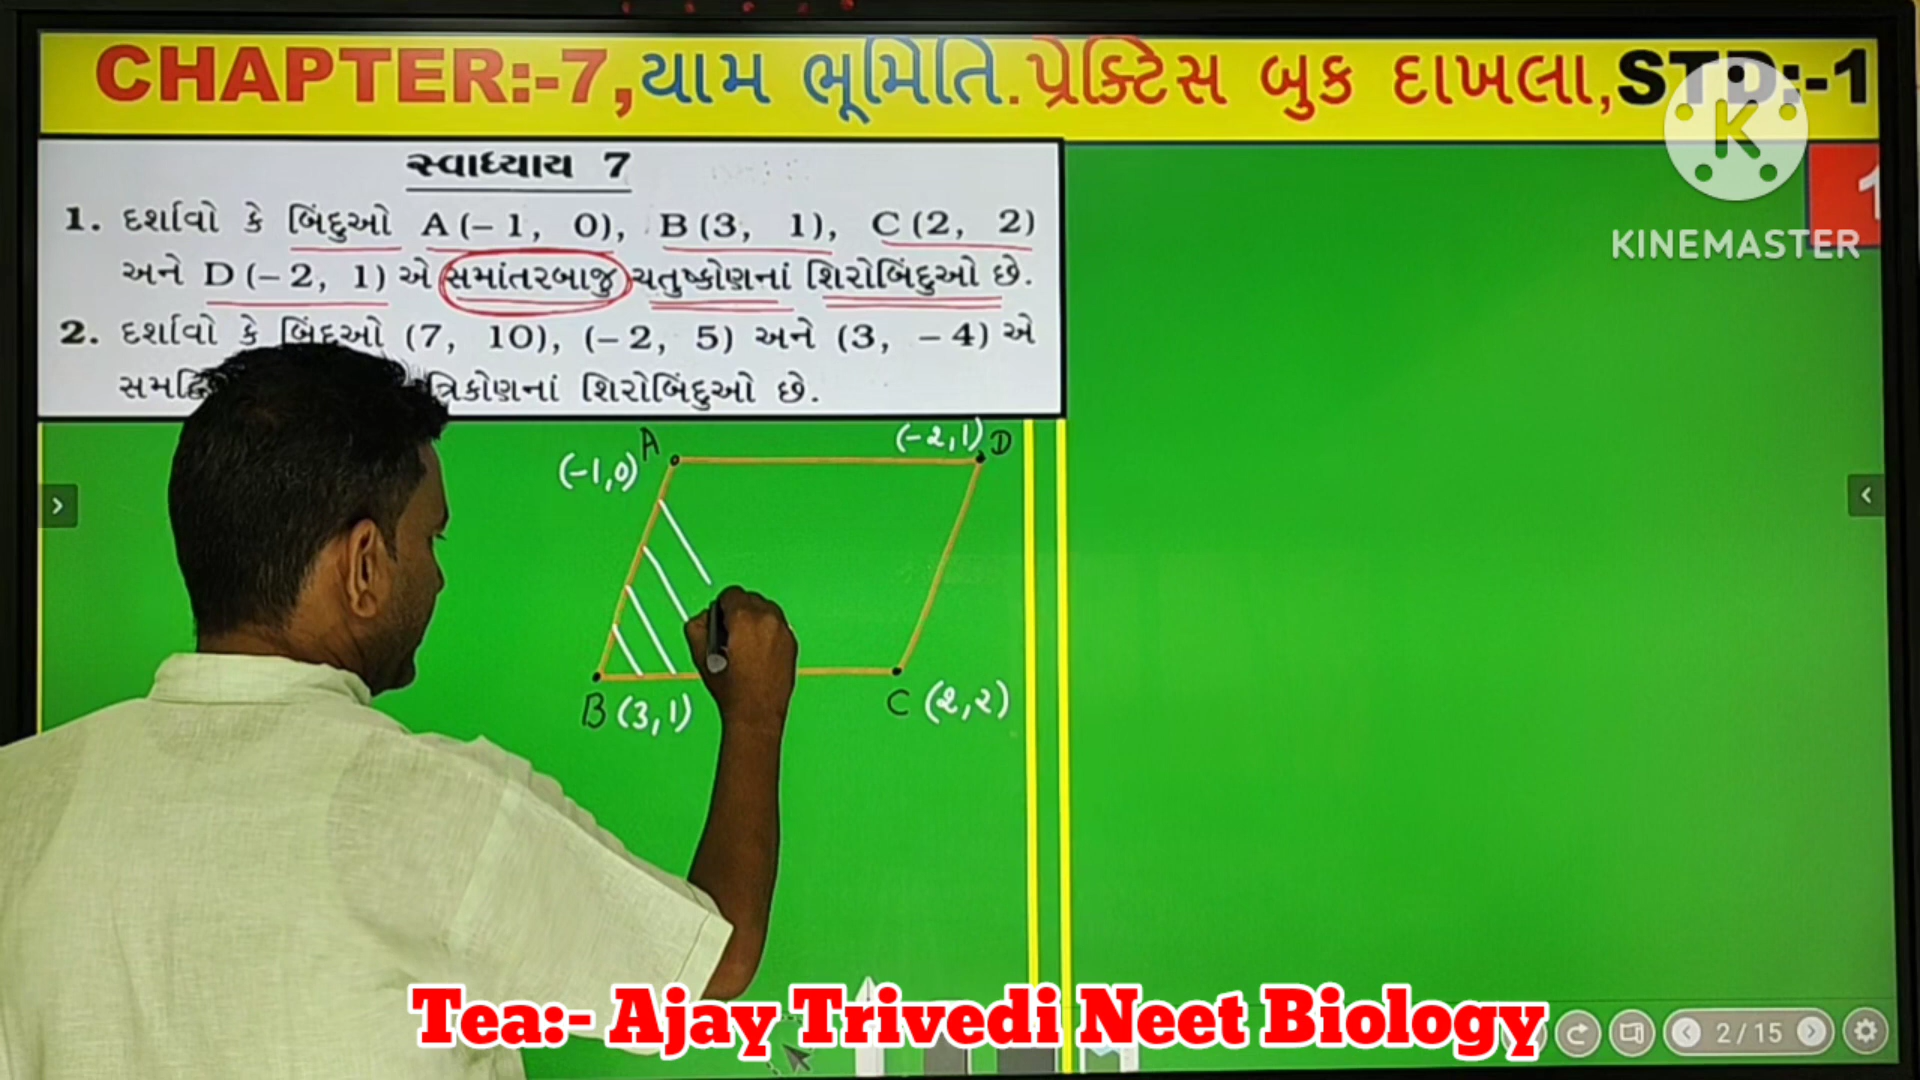 CHAPTER:-7,યામ ભૂમિતિ.પ્રેક્ટિસ બુક દાખલા,STD:-1
KINEMASTER
સ્વાધ્યાય 7
1. દર્શાવો કે બિંદુઓ A(–1, 0), B(3, 1), C(2, 2)
અને D(–2, 1) એ સમાંતરબાજુ ચતુષ્કોણનાં શિરોબિંદુઓ છે.
2. દર્શાવો કે બિંદુઓ (7, 10), (–2, 5) અને (3, –4) એ
ત્રિકોણનાં શિરોબિંદુઓ છે.
A (-1,0)
(-2,1) D
B (3,1)
C (2,2)
Tea:- Ajay Trivedi Neet Biology
2/15